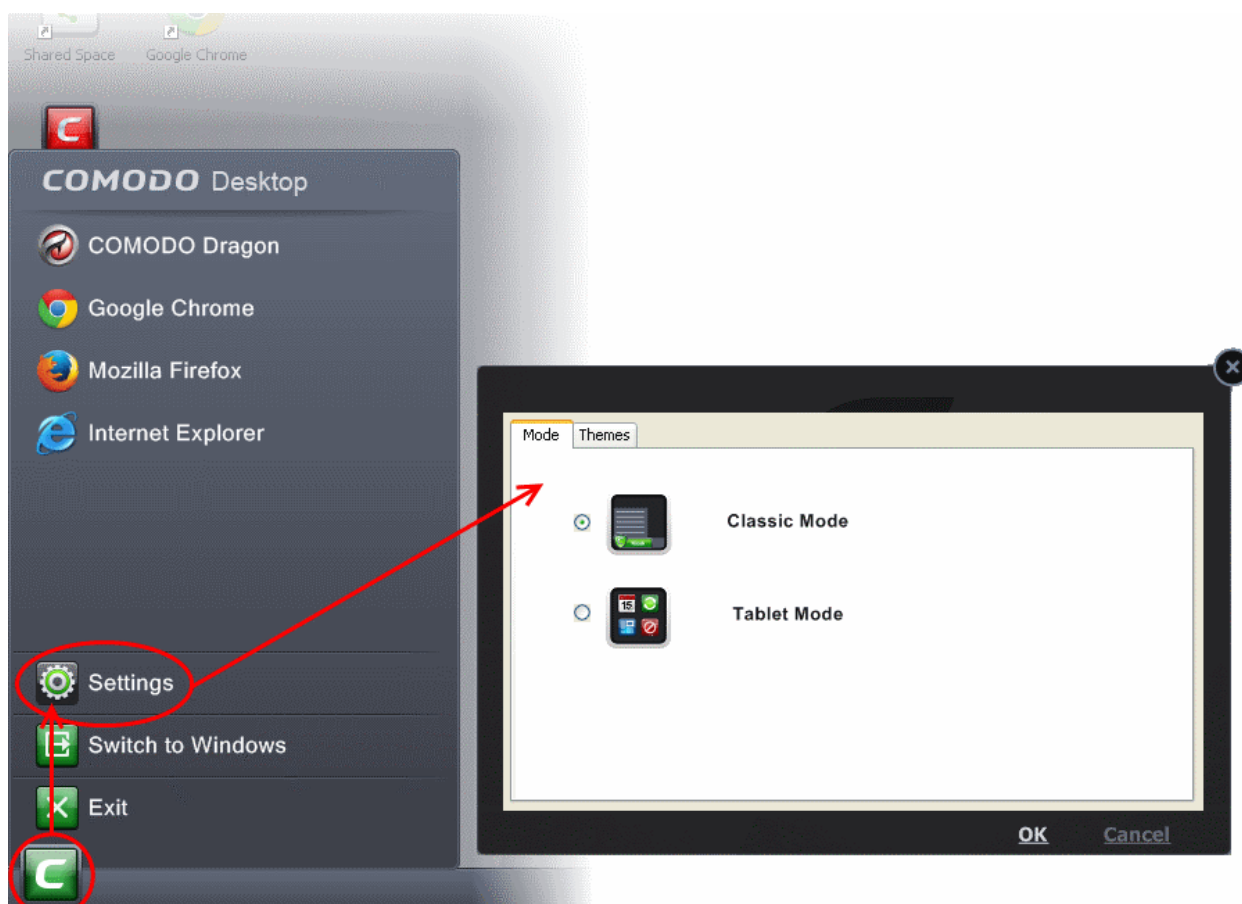 Shared Space Google Chrome
COMODO Desktop
COMODO Dragon
Google Chrome
Mozilla Firefox
Internet Explorer
Settings
Switch to Windows
Exit
Mode Themes
Classic Mode
15
Tablet Mode
OK Cancel